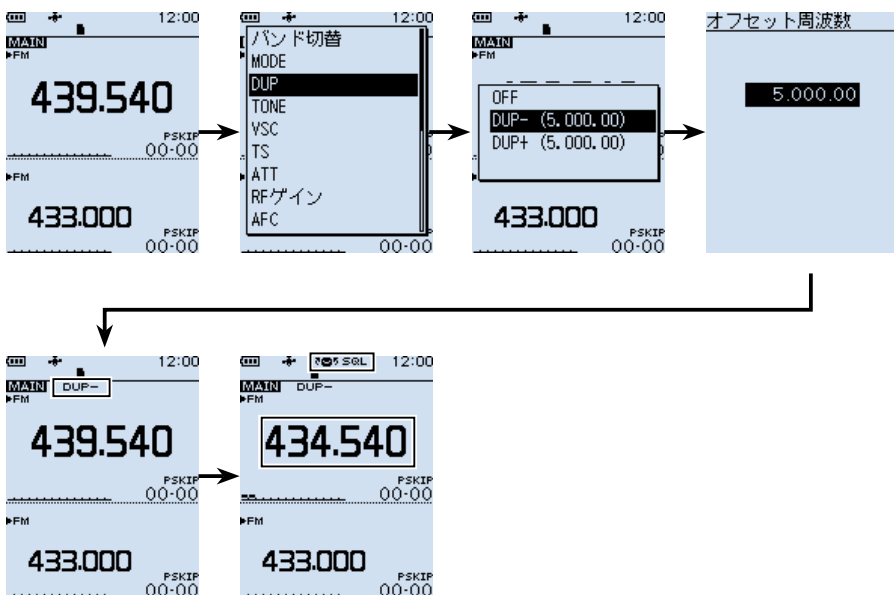 12:00
MAIN
▶FM
439.540
PSKIP
00-00
▶FM
433.000
PSKIP
00-00
12:00
バンド切替
MODE
DUP
TONE
VSC
TS
ATT
RFゲイン
AFC
00-00
12:00
MAIN
▶FM
OFF
DUP- (5.000.00)
DUP+ (5.000.00)
433.000
PSKIP
00-00
オフセット周波数
5.000.00
12:00
MAIN DUP-
▶FM
439.540
PSKIP
00-00
▶FM
433.000
PSKIP
00-00
SQL 12:00
MAIN DUP-
▶FM
434.540
PSKIP
00-00
▶FM
433.000
PSKIP
00-00